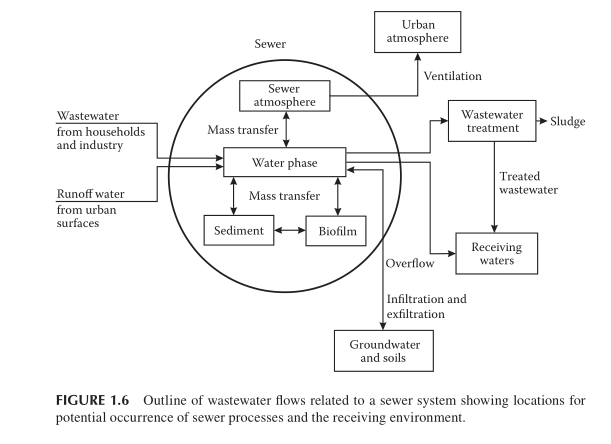 Urban
atmosphere
Sewer
Ventilation
Sewer
atmosphere
Wastewater
from households
and industry
Mass transfer
Wastewater
treatment
Sludge
Water phase
Runoff water
from urban
surfaces
Mass transfer
Treated
wastewater
Sediment
Biofilm
Receiving
waters
Overflow
Infiltration and
exfiltration
Groundwater
and soils
FIGURE 1.6 Outline of wastewater flows related to a sewer system showing locations for
potential occurrence of sewer processes and the receiving environment.